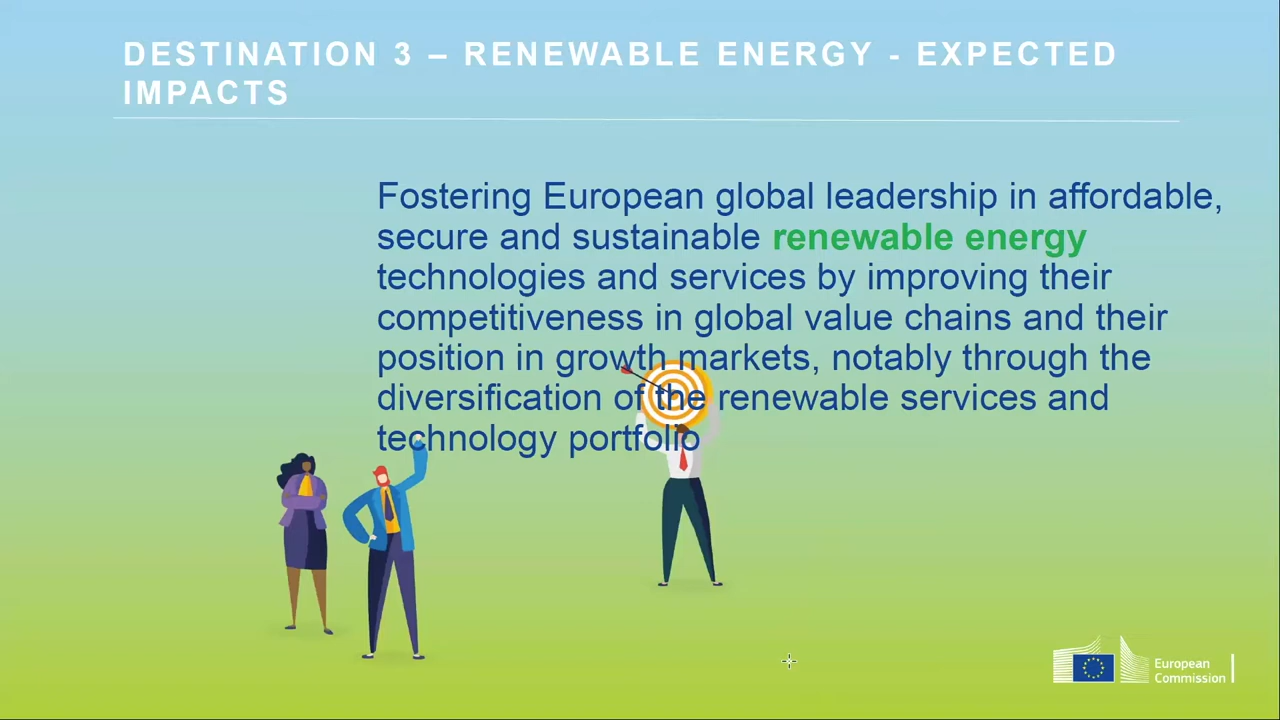 DESTINATION 3 – RENEWABLE ENERGY - EXPECTED
IMPACTS
Fostering European global leadership in affordable,
secure and sustainable renewable energy
technologies and services by improving their
competitiveness in global value chains and their
position in growth markets, notably through the
diversification of the renewable services and
technology portfolio
European
Commission